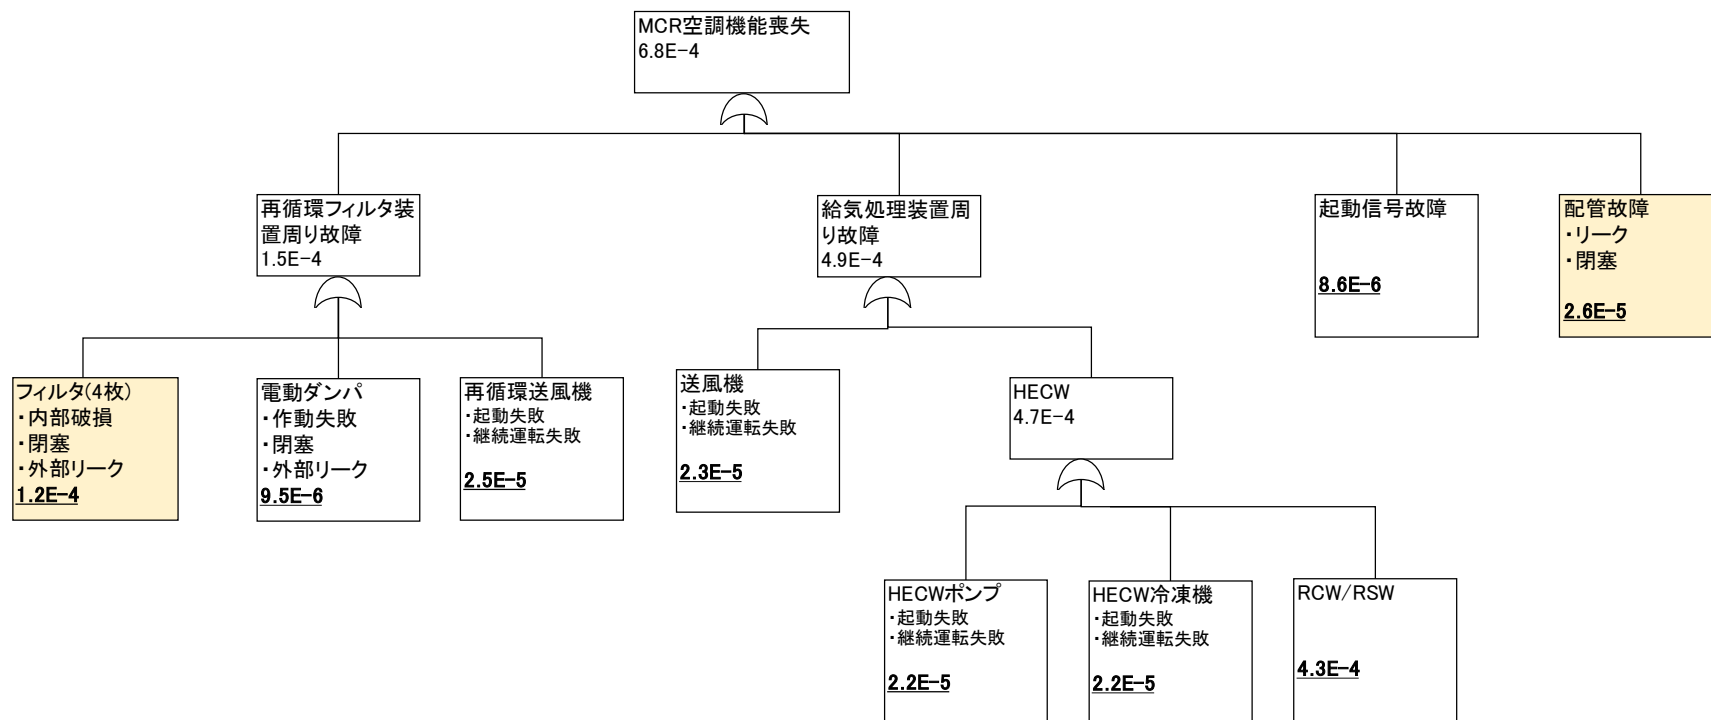 MCR空調機能喪失
6.8E-4
再循環フィルタ装
置周り故障
1.5E-4
給気処理装置周
り故障
4.9E-4
起動信号故障
8.6E-6
配管故障
・リーク
・閉塞
2.6E-5
フィルタ(4枚)
・内部破損
・閉塞
・外部リーク
1.2E-4
電動ダンパ
・作動失敗
・閉塞
・外部リーク
9.5E-6
再循環送風機
・起動失敗
・継続運転失敗
2.5E-5
送風機
・起動失敗
・継続運転失敗
2.3E-5
HECW
4.7E-4
HECWポンプ
・起動失敗
・継続運転失敗
2.2E-5
HECW冷凍機
・起動失敗
・継続運転失敗
2.2E-5
RCW/RSW
4.3E-4